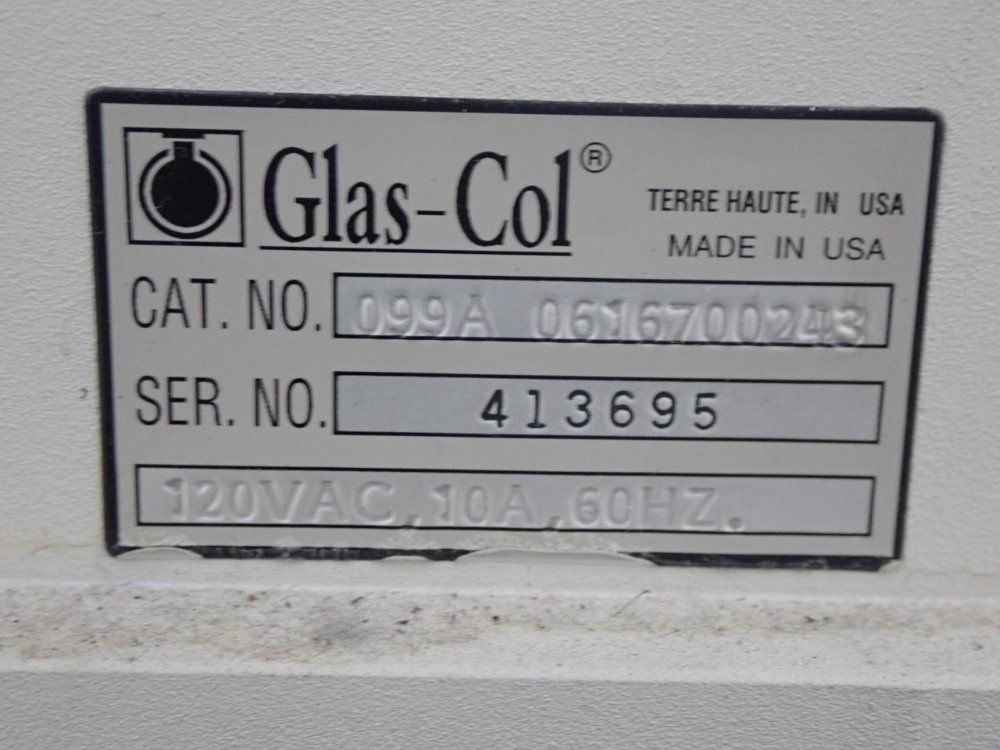 Glas-Col®
TERRE HAUTE, IN USA
MADE IN USA
CAT. NO. 099A 0616700243
SER. NO. 413695
120VAC, 10A, 60HZ.